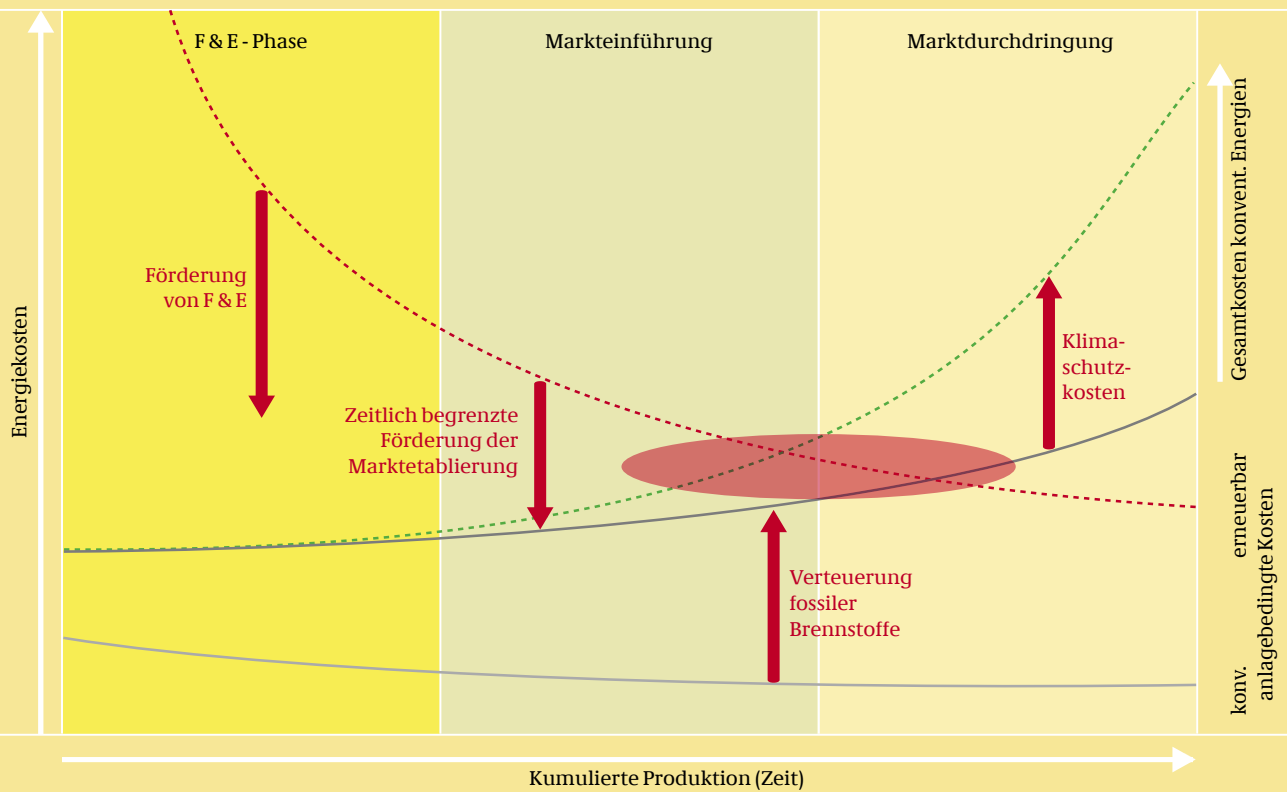 F & E - Phase
Markteinführung
Marktdurchdringung
Energiekosten
Förderung
von F & E
Zeitlich begrenzte
Förderung der
Marktetablierung
Klima-
schutz-
kosten
Verteuerung
fossiler
Brennstoffe
Gesamtkosten konvent. Energien
erneuerbar
konv.
anlagebedingte Kosten
Kumulierte Produktion (Zeit)